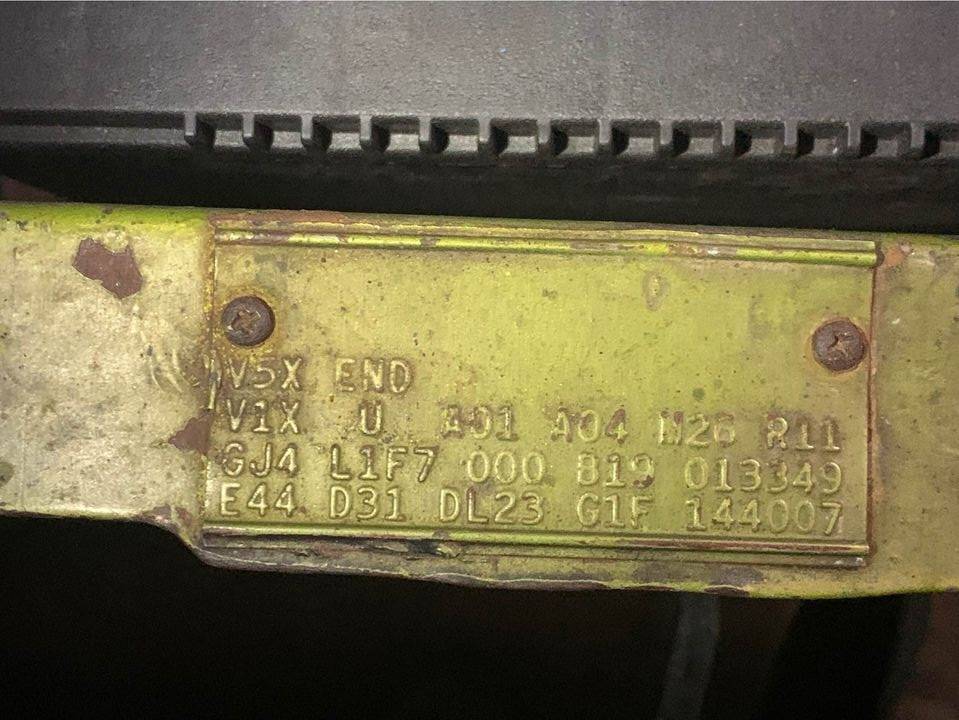 V5X END
V1X U A01 A04 M26 R11
GJ4 L1F7 000 819 013349
E44 D31 DL23 G1F 144007